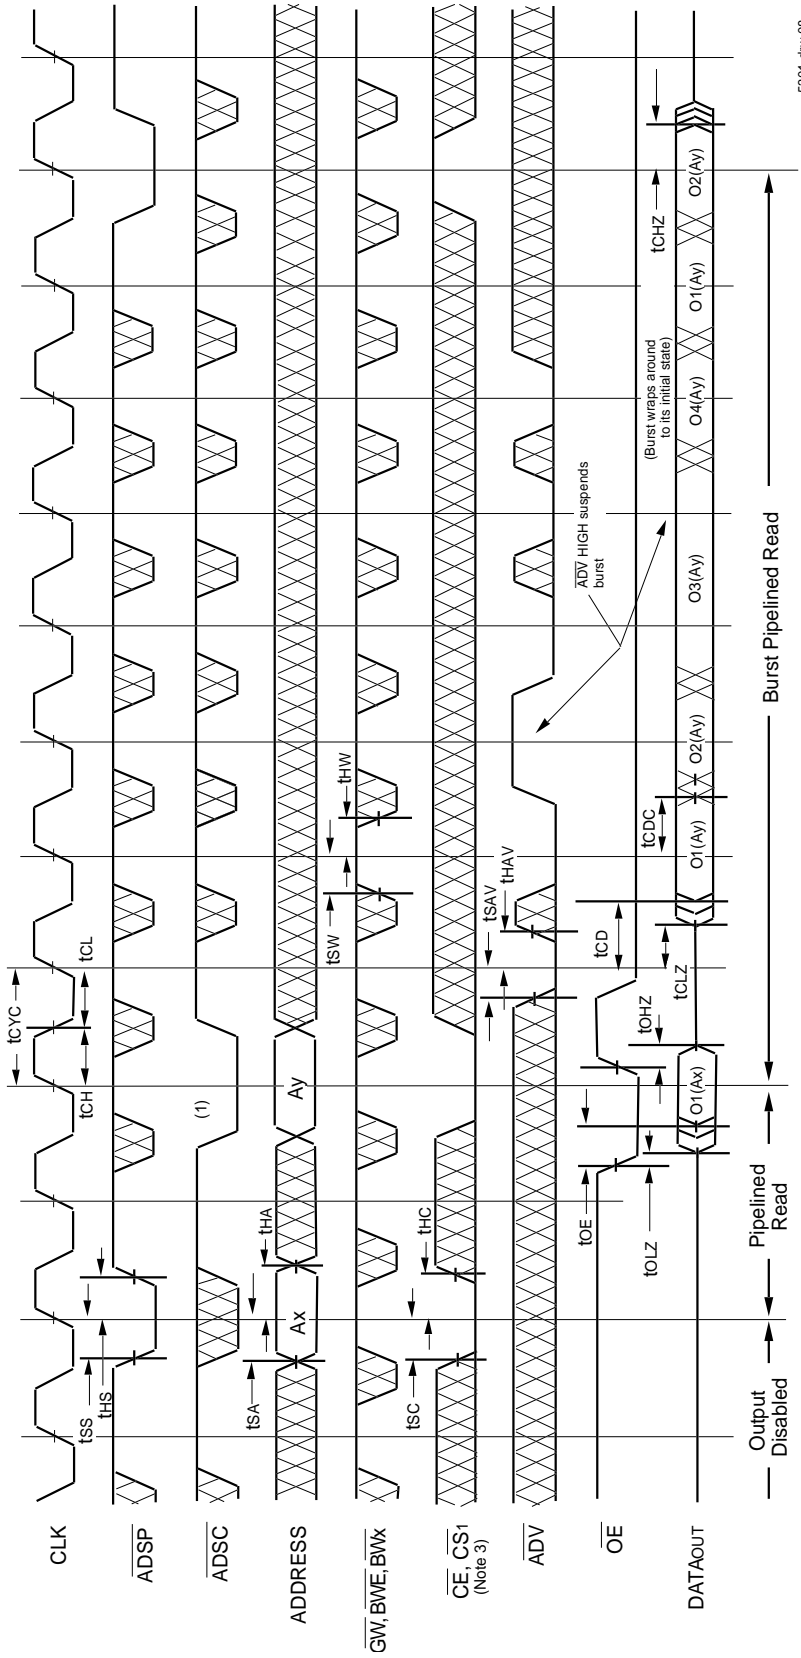 CLK
tCYC
tCH
tCL
tSS
tHS
ADSP
(1)
ADSC
tSA
tHA
ADDRESS
Ax
Ay
tSW
tHW
GW, BWE, BWx
tSC
tHC
CE, CS1
(Note 3)
tSAV
tHAV
ADV
ADV HIGH suspends
burst
OE
tOE
tOHZ
tCD
tOLZ
tCLZ
tCDC
tCHZ
(Burst wraps around
to its initial state)
DATAOUT
O1(Ax)
O1(Ay)
O2(Ay)
O3(Ay)
O4(Ay)
O1(Ay)
O2(Ay)
Output
Disabled
Pipelined
Read
Burst Pipelined Read